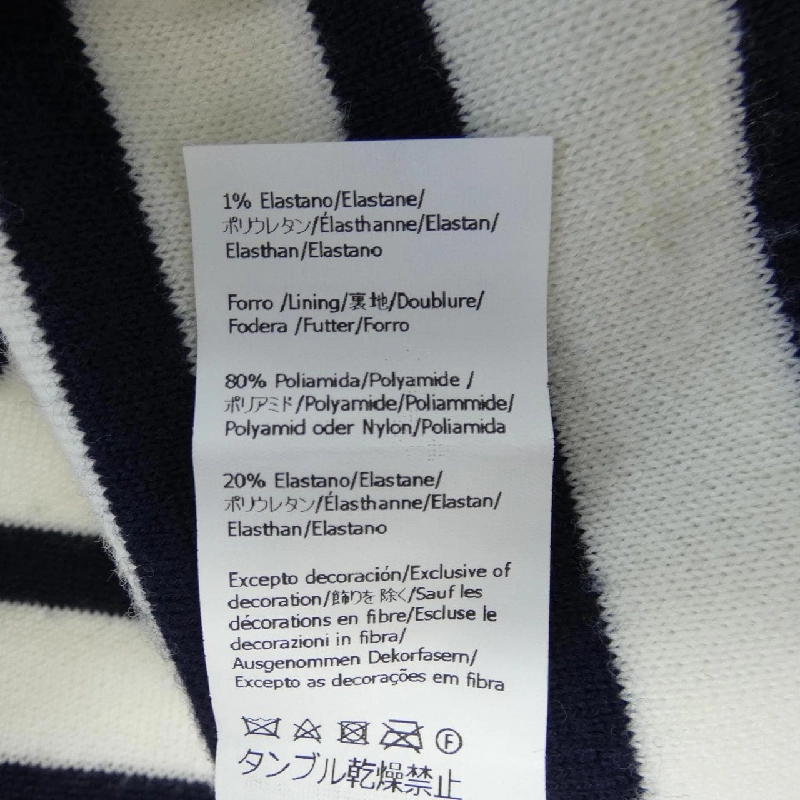 1% Elastano/Elastane/
ポリウレタン/Élasthanne/Elastan/
Elasthan/Elastano
Forro /Lining/裏地/Doublure/
Fodera /Futter/Forro
80% Poliamida/Polyamide /
ポリアミド/Polyamide/Poliammide/
Polyamid oder Nylon/Poliamida
20% Elastano/Elastane/
ポリウレタン/Élasthanne/Elastan/
Elasthan/Elastano
Excepto decoración/Exclusive of
decoration/飾りを除く/Sauf les
décorations en fibre/Escluse le
decorazioni in fibra/
Ausgenommen Dekorfasern/
Excepto as decorações em fibra
F
タンブル乾燥禁止